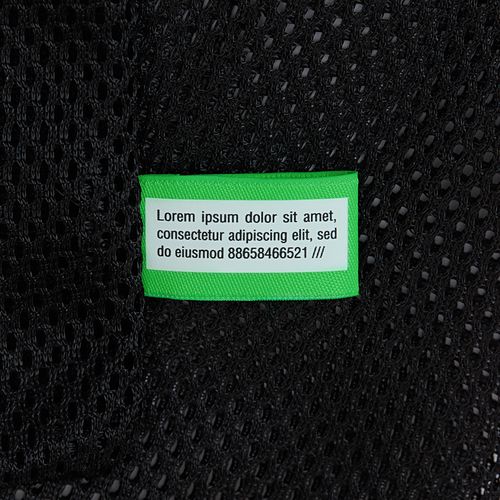 Lorem ipsum dolor sit amet,
consectetur adipiscing elit, sed
do eiusmod 88658466521 ///